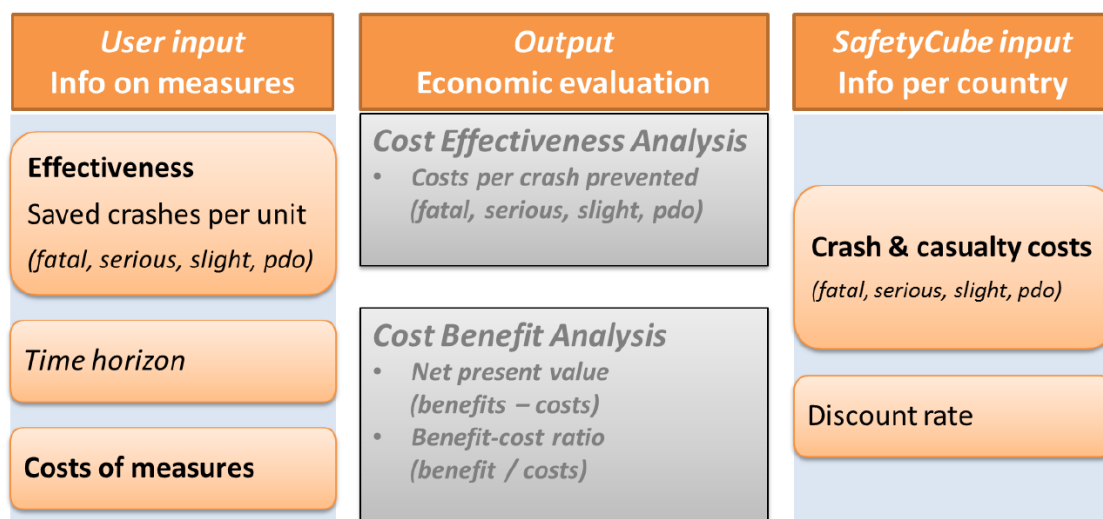 User input
Info on measures
Effectiveness
Saved crashes per unit
(fatal, serious, slight, pdo)
Time horizon
Costs of measures
Output
Economic evaluation
Cost Effectiveness Analysis
• Costs per crash prevented
(fatal, serious, slight, pdo)
Cost Benefit Analysis
• Net present value
(benefits – costs)
• Benefit-cost ratio
(benefit / costs)
SafetyCube input
Info per country
Crash & casualty costs
(fatal, serious, slight, pdo)
Discount rate